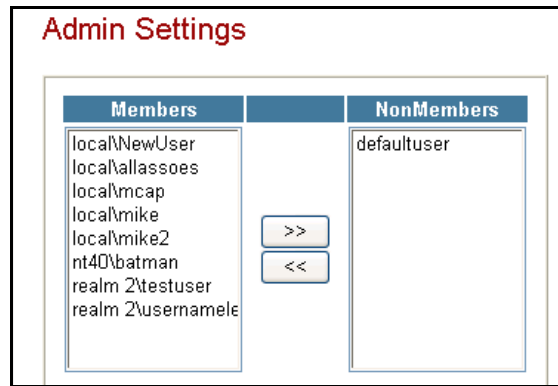 Admin Settings
Members NonMembers
local\NewUser defaultuser
local\allassoes
local\mcap
local\mike
local\mike2
>>
nt40\batman
<<
realm 2\testuser
realm 2\usernamele